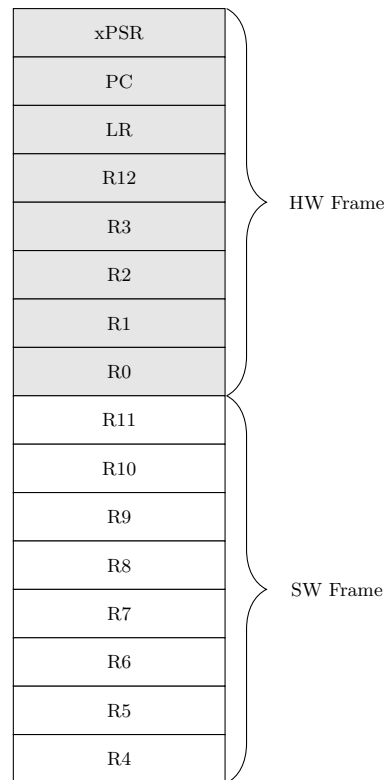 xPSR
PC
LR
R12
R3
R2
R1
R0
HW Frame
R11
R10
R9
R8
R7
R6
R5
R4
SW Frame